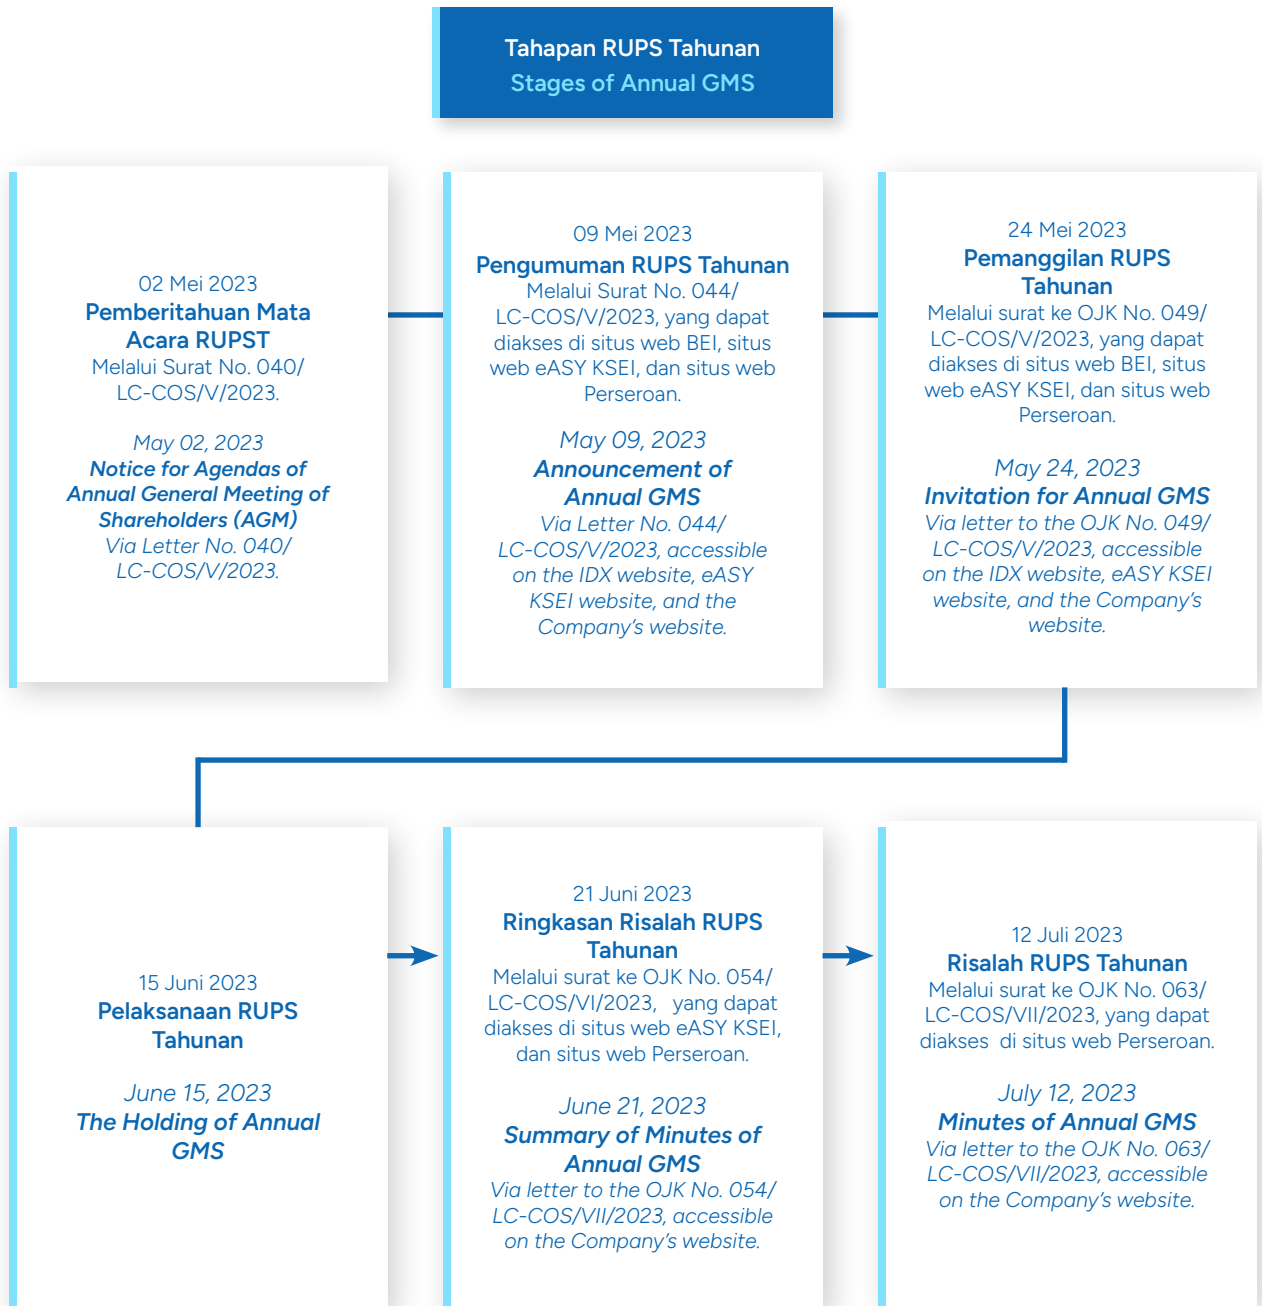 Tahapan RUPS Tahunan
Stages of Annual GMS
02 Mei 2023
Pemberitahuan Mata
Acara RUPST
Melalui Surat No. 040/
LC-COS/V/2023.
May 02, 2023
Notice for Agendas of
Annual General Meeting of
Shareholders (AGM)
Via Letter No. 040/
LC-COS/V/2023.
09 Mei 2023
Pengumuman RUPS Tahunan
Melalui Surat No. 044/
LC-COS/V/2023, yang dapat
diakses di situs web BEI, situs
web eASY KSEI, dan situs web
Perseroan.
May 09, 2023
Announcement of
Annual GMS
Via Letter No. 044/
LC-COS/V/2023, accessible
on the IDX website, eASY
KSEI website, and the
Company's website.
24 Mei 2023
Pemanggilan RUPS
Tahunan
Melalui surat ke OJK No. 049/
LC-COS/V/2023, yang dapat
diakses di situs web BEI, situs
web eASY KSEI, dan situs web
Perseroan.
May 24, 2023
Invitation for Annual GMS
Via letter to the OJK No. 049/
LC-COS/V/2023, accessible
on the IDX website, eASY KSEI
website, and the Company's
website.
15 Juni 2023
Pelaksanaan RUPS
Tahunan
June 15, 2023
The Holding of Annual
GMS
21 Juni 2023
Ringkasan Risalah RUPS
Tahunan
Melalui surat ke OJK No. 054/
LC-COS/VI/2023, yang dapat
diakses di situs web eASY KSEI,
dan situs web Perseroan.
June 21, 2023
Summary of Minutes of
Annual GMS
Via letter to the OJK No. 054/
LC-COS/VII/2023, accessible
on the Company's website.
12 Juli 2023
Risalah RUPS Tahunan
Melalui surat ke OJK No. 063/
LC-COS/VII/2023, yang dapat
diakses di situs web Perseroan.
July 12, 2023
Minutes of Annual GMS
Via letter to the OJK No. 063/
LC-COS/VII/2023, accessible
on the Company's website.